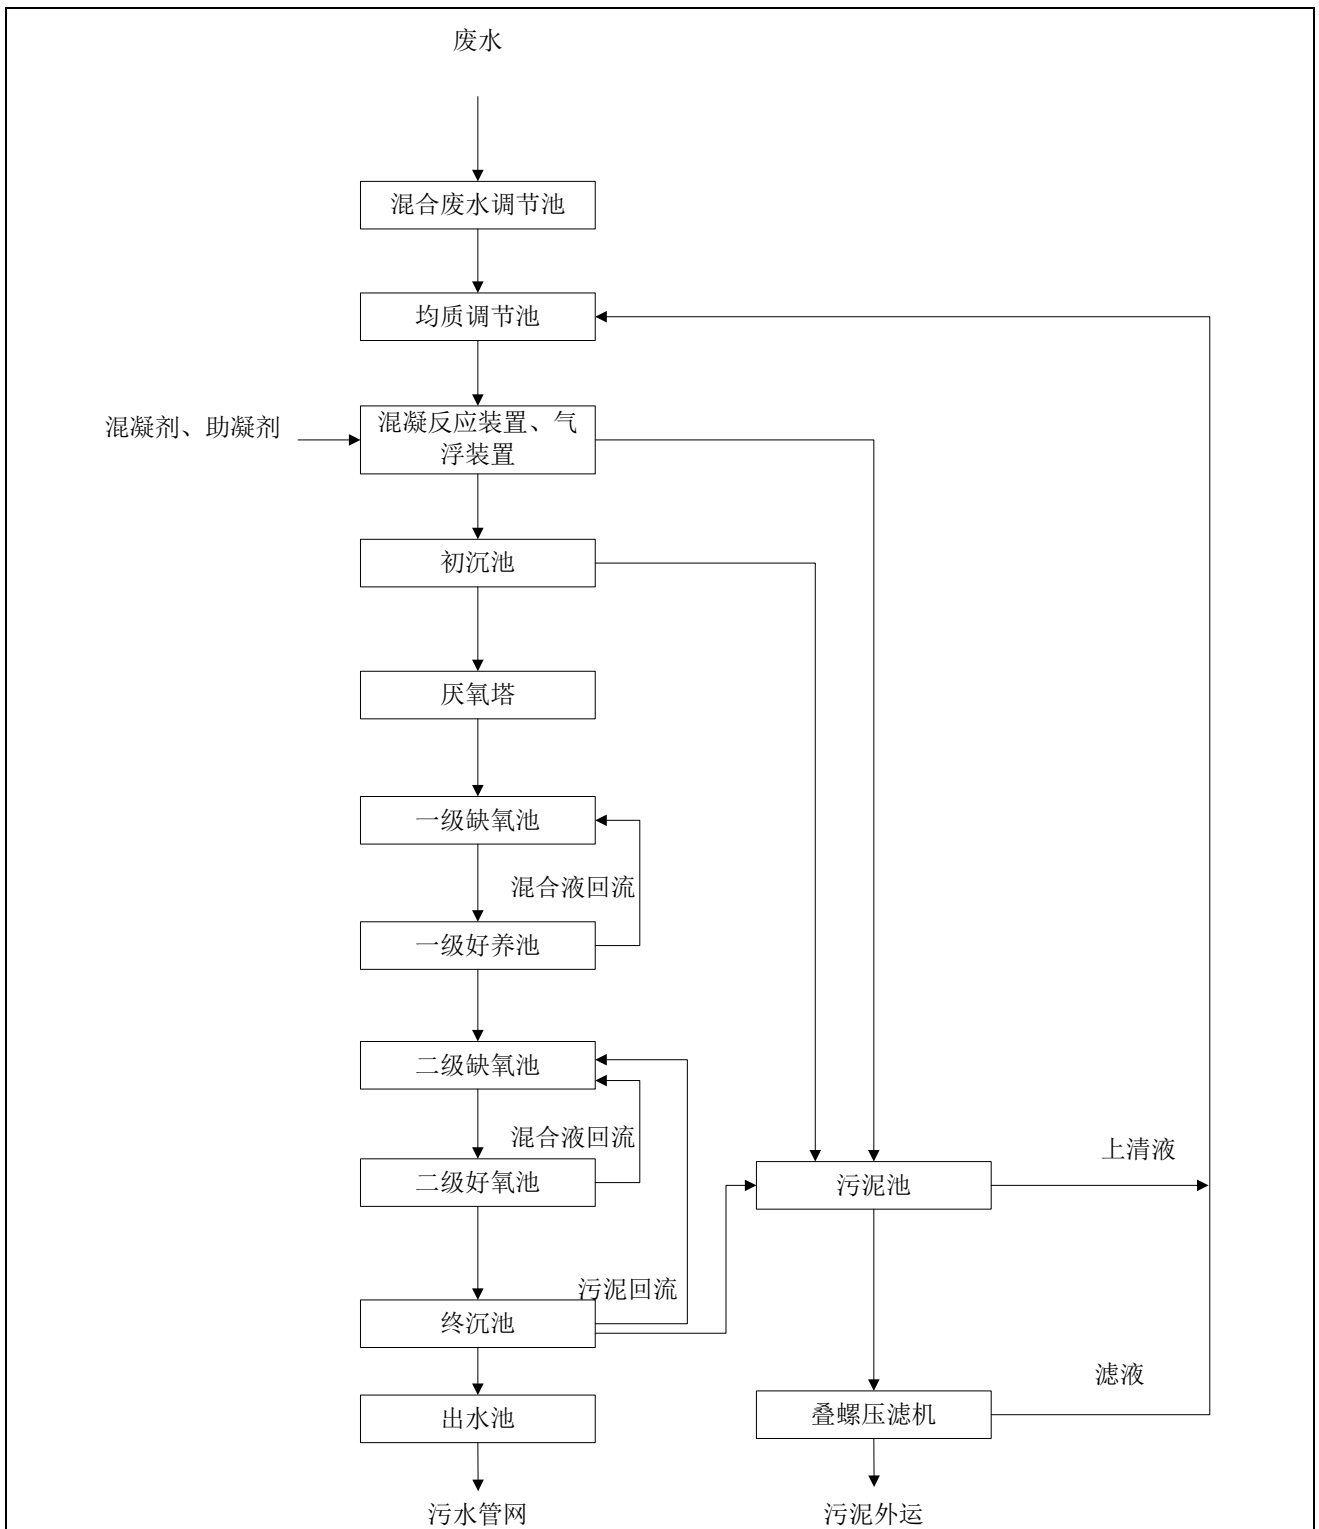 废水
混合废水调节池
均质调节池
混凝剂、助凝剂
混凝反应装置、气
浮装置
初沉池
厌氧塔
一级缺氧池
混合液回流
一级好养池
二级缺氧池
混合液回流
二级好氧池
上清液
污泥池
污泥回流
终沉池
滤液
出水池
叠螺压滤机
污水管网
污泥外运